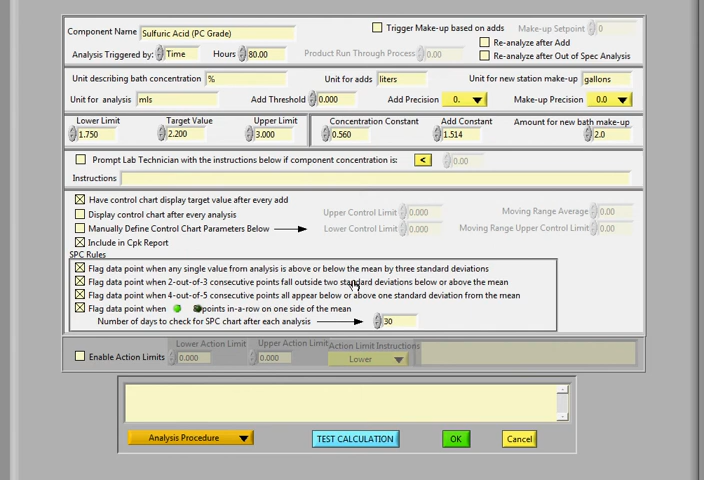 Component Name Sulfuric Acid (PC Grade) Trigger Make-up based on adds Make-up Setpoint 0
Re-analyze after Add
Analysis Triggered by: Time Hours 80.00 Product Run Through Process 0.00 Re-analyze after Out of Spec Analysis
Unit describing bath concentration % Unit for adds liters Unit for new station make-up gallons
Unit for analysis mls Add Threshold 0.000 Add Precision 0. Make-up Precision 0.0
Lower Limit Target Value Upper Limit Concentration Constant Add Constant Amount for new bath make-up
1.750 2.200 3.000 0.560 1.514 2.0
Prompt Lab Technician with the instructions below if component concentration is: < 0.00
Instructions
Have control chart display target value after every add
Display control chart after every analysis Upper Control Limit 0.000 Moving Range Average 0.00
Manually Define Control Chart Parameters Below Lower Control Limit 0.000 Moving Range Upper Control Limit 0.00
Include in Cpk Report
SPC Rules
Flag data point when any single value from analysis is above or below the mean by three standard deviations
Flag data point when 2-out-of-3 consecutive points fall outside two standard deviations below or above the mean
Flag data point when 4-out-of-5 consecutive points all appear below or above one standard deviation from the mean
Flag data point when points in-a-row on one side of the mean
Number of days to check for SPC chart after each analysis 30
Lower Action Limit Upper Action Limit Action Limit Instructions
Enable Action Limits 0.000 0.000 Lower
Analysis Procedure TEST CALCULATION OK Cancel